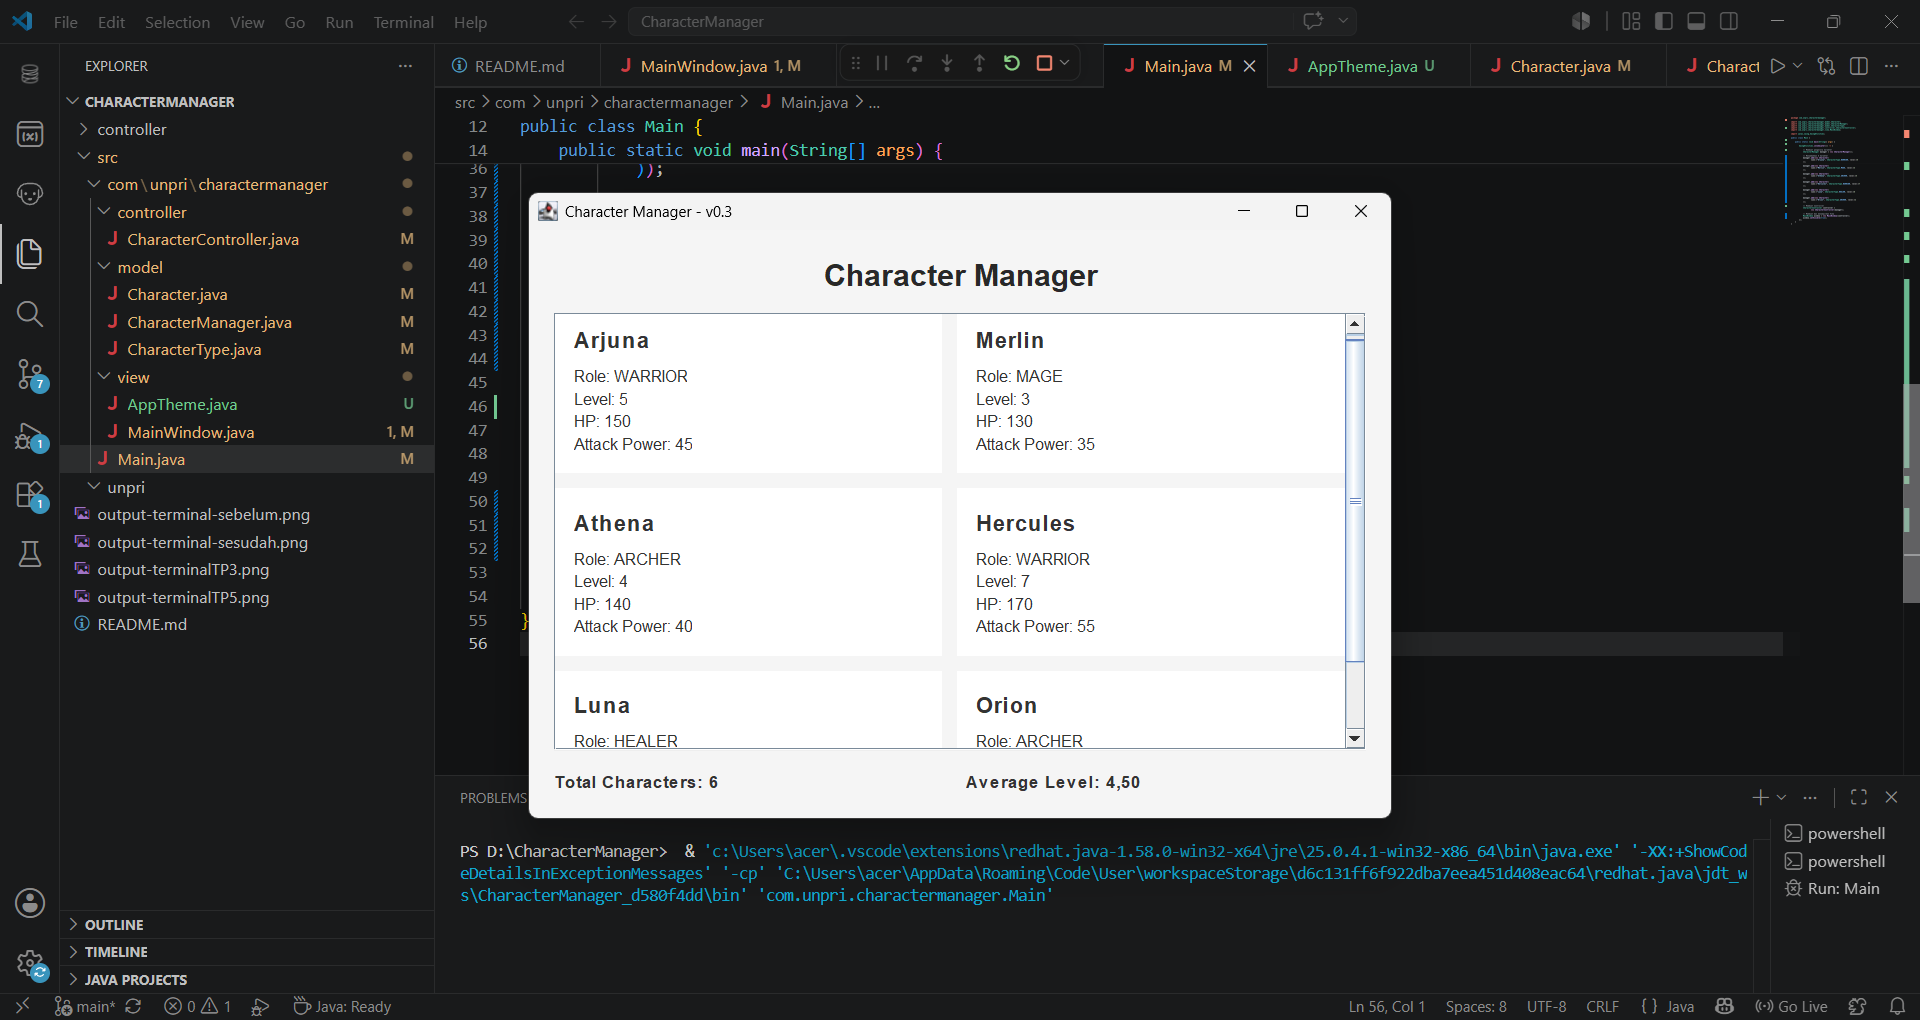 File Edit Selection View Go Run Terminal Help
CharacterManager
EXPLORER
CHARACTERMANAGER
controller
src
com\unpri\charactermanager
controller
CharacterController.java M
model
Character.java M
CharacterManager.java M
CharacterType.java M
view
AppTheme.java U
MainWindow.java 1, M
Main.java M
unpri
output-terminal-sebelum.png
output-terminal-sesudah.png
output-terminalTP3.png
output-terminalTP5.png
README.md
OUTLINE
TIMELINE
JAVA PROJECTS
7
1
1
README.md
MainWindow.java 1, M
Main.java M
AppTheme.java U
Character.java M
Charact
src > com > unpri > charactermanager > Main.java > ...
12 public class Main {
14 public static void main(String[] args) {
36 ));
37
38
39
40
41
42
43
44
45
46
47
48
49
50
51
52
53
54
55 }
56
Character Manager - v0.3
Character Manager
Arjuna
Role: WARRIOR
Level: 5
HP: 150
Attack Power: 45
Merlin
Role: MAGE
Level: 3
HP: 130
Attack Power: 35
Athena
Role: ARCHER
Level: 4
HP: 140
Attack Power: 40
Hercules
Role: WARRIOR
Level: 7
HP: 170
Attack Power: 55
Luna
Role: HEALER
Orion
Role: ARCHER
Total Characters: 6
Average Level: 4,50
PROBLEMS
PS D:\CharacterManager> & 'c:\Users\acer\.vscode\extensions\redhat.java-1.58.0-win32-x64\jre\25.0.4.1-win32-x86_64\bin\java.exe' '-XX:+ShowCod
eDetailsInExceptionMessages' '-cp' 'C:\Users\acer\AppData\Roaming\Code\User\workspaceStorage\d6c131ff6f922dba7eea451d408eac64\redhat.java\jdt_w
s\CharacterManager_d580f4dd\bin' 'com.unpri.charactermanager.Main'
powershell
powershell
Run: Main
main* 0 1 Java: Ready
Ln 56, Col 1 Spaces: 8 UTF-8 CRLF {} Java Go Live